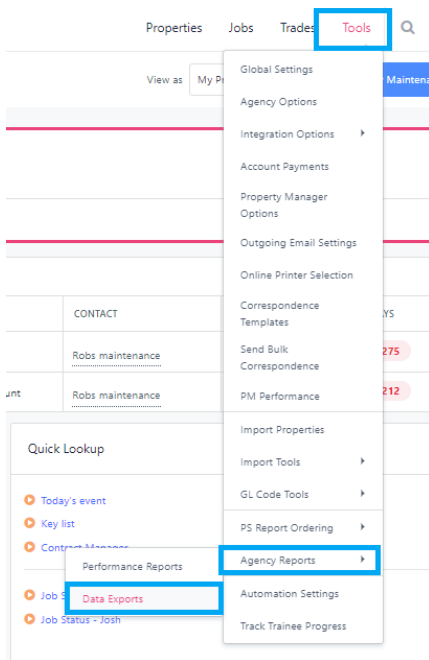 Properties Jobs Trades Tools
View as My Pr Maintena
Global Settings
Agency Options
Integration Options
Account Payments
Property Manager
Options
Outgoing Email Settings
Online Printer Selection
Correspondence
Templates
Send Bulk
Correspondence
PM Performance
Import Properties
Import Tools
GL Code Tools
PS Report Ordering
Agency Reports
Automation Settings
Track Trainee Progress
CONTACT YS
Robs maintenance 275
unt Robs maintenance 212
Quick Lookup
Today's event
Key list
Contract Manager
Performance Reports
Data Exports
Job S
Job Status - Josh